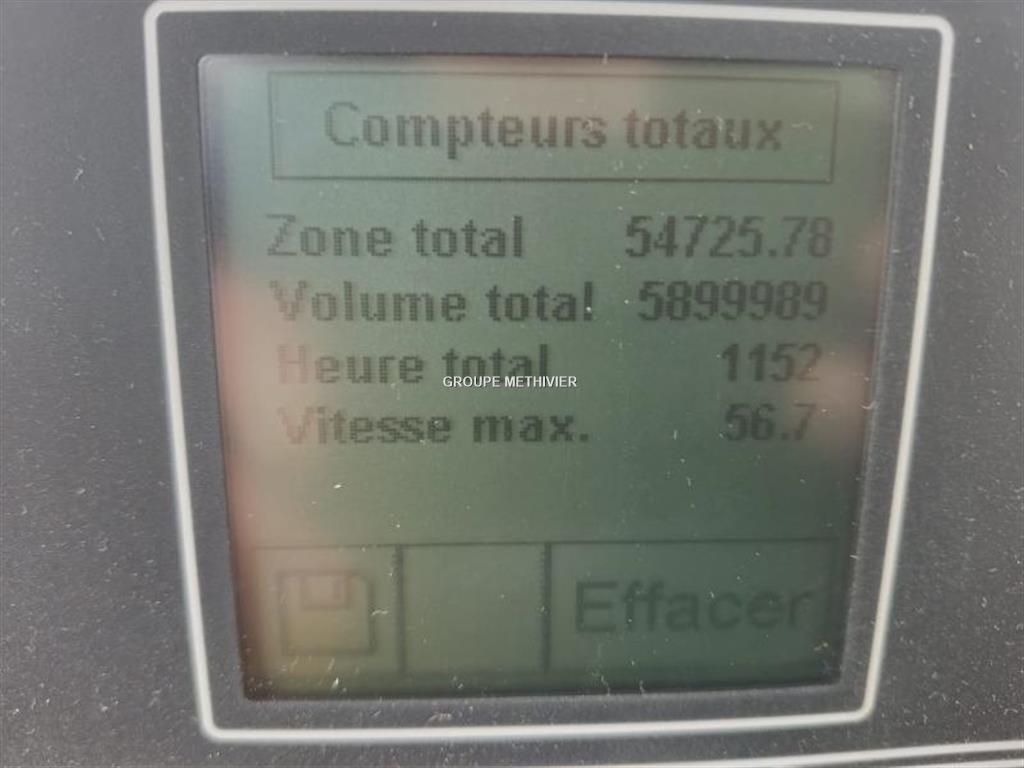 Compteurs totaux
Zone total 54725.78
Volume total 5899989
Heure total 1152
GROUPE METHIVIER
Vitesse max. 56.7
Effacer